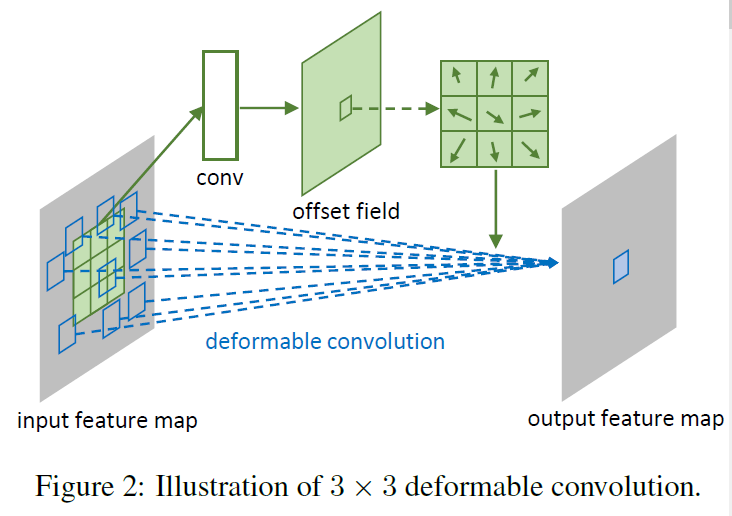 conv
offset field
deformable convolution
input feature map
output feature map
Figure 2: Illustration of 3 × 3 deformable convolution.